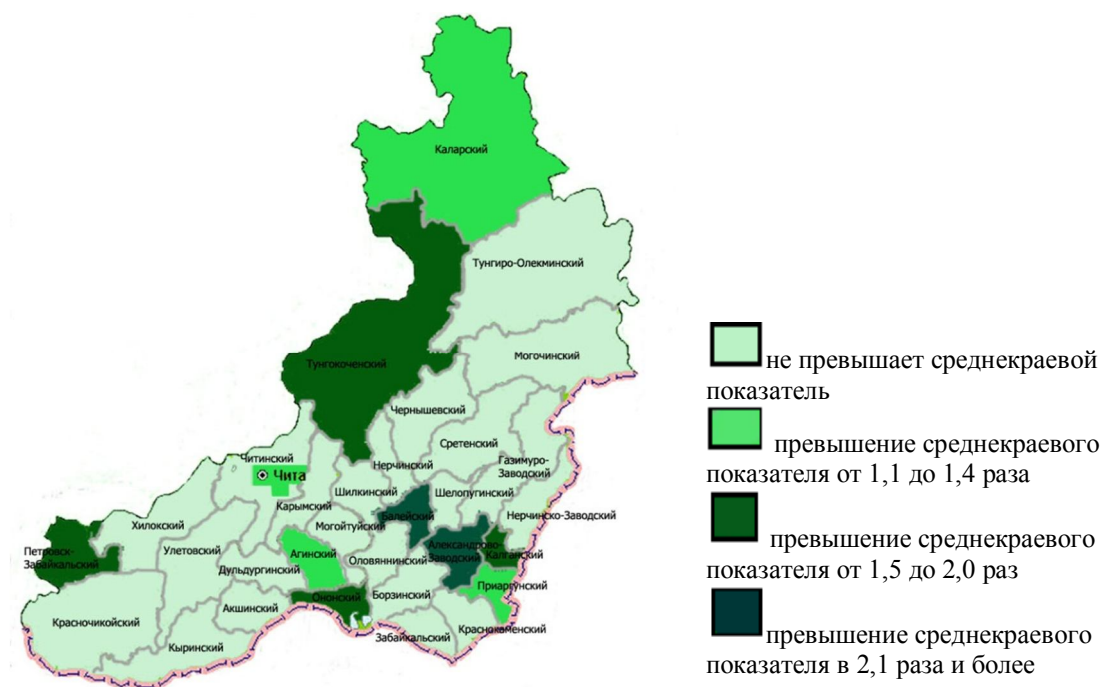 Каларский
Тунгиро-Олекминский
Могочинский
Тунгокоченский
Чернышевский
Сретенский
Газимуро-
Заводский
Читинский
Чита
Нерчинский
Шилкинский
Шелопугинский
Карымский
Балейский
Нерчинско-Заводский
Могойтуйский
Хилокский
Улетовский
Петровск-
Забайкальский
Агинский
Александрово-
Заводский
Калганский
Оловяннинский
Дульдургинский
Приаргунский
Ононский
Борзинский
Акшинский
Красночикойский
Краснокаменский
Забайкальский
Кыринский
не превышает среднекраевой
показатель
превышение среднекраевого
показателя от 1,1 до 1,4 раза
превышение среднекраевого
показателя от 1,5 до 2,0 раз
превышение среднекраевого
показателя в 2,1 раза и более